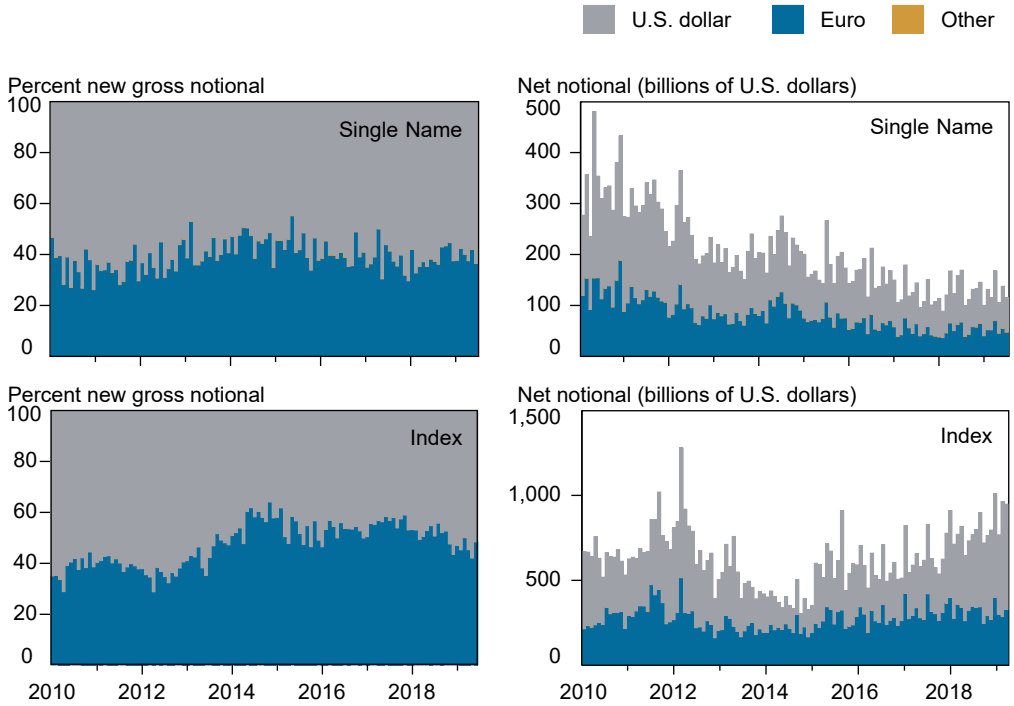 U.S. dollar Euro Other
Percent new gross notional
100
80
60
40
20
0
Single Name
Net notional (billions of U.S. dollars)
500
400
300
200
100
0
Single Name
Percent new gross notional
100
80
60
40
20
0
Index
2010 2012 2014 2016 2018
Net notional (billions of U.S. dollars)
1,500
1,000
500
0
Index
2010 2012 2014 2016 2018